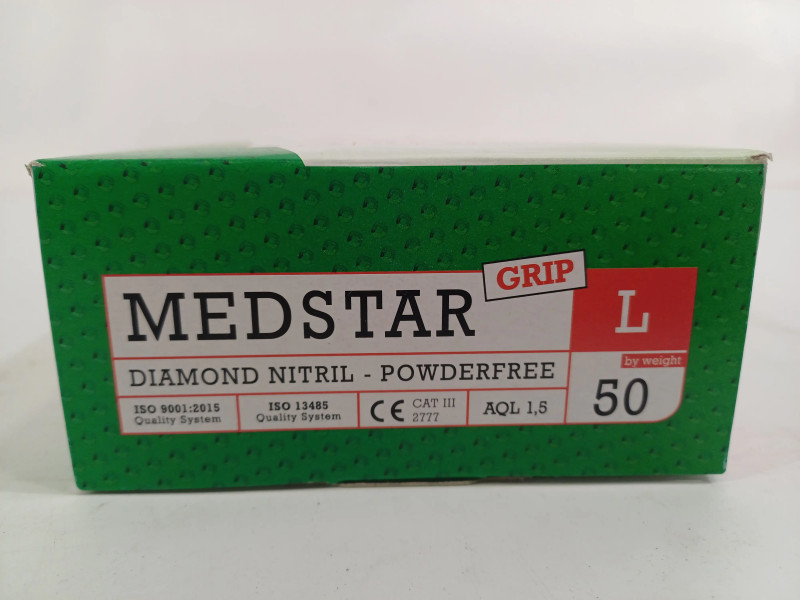 MEDSTAR GRIP
L
DIAMOND NITRIL - POWDERFREE
by weight
50
ISO 9001:2015
Quality System
ISO 13485
Quality System
CE CAT III
2777
AQL 1,5